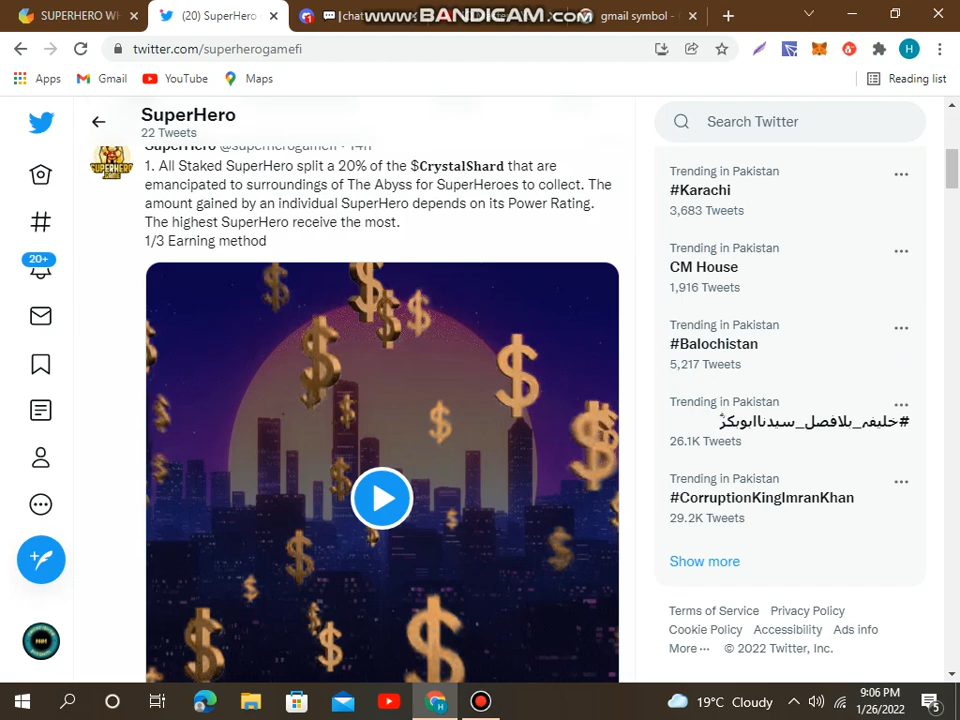 SUPERHERO WH
(20) SuperHero
|chat
www.BANDICAM.com
gmail symbol -
twitter.com/superherogamefi
H
Apps
Gmail
YouTube
Maps
Reading list
SuperHero
22 Tweets
Search Twitter
SuperHero @superherogamefi · 14h
1. All Staked SuperHero split a 20% of the $CrystalShard that are
emancipated to surroundings of The Abyss for SuperHeroes to collect. The
amount gained by an individual SuperHero depends on its Power Rating.
The highest SuperHero receive the most.
1/3 Earning method
20+
Trending in Pakistan
#Karachi
3,683 Tweets
Trending in Pakistan
CM House
1,916 Tweets
Trending in Pakistan
#Balochistan
5,217 Tweets
Trending in Pakistan
#خلیفہ_بلافصل_سیدناابوبکرؓ
26.1K Tweets
Trending in Pakistan
#CorruptionKingImranKhan
29.2K Tweets
Show more
Terms of Service Privacy Policy
Cookie Policy Accessibility Ads info
More ··· © 2022 Twitter, Inc.
19°C Cloudy
9:06 PM
1/26/2022
5